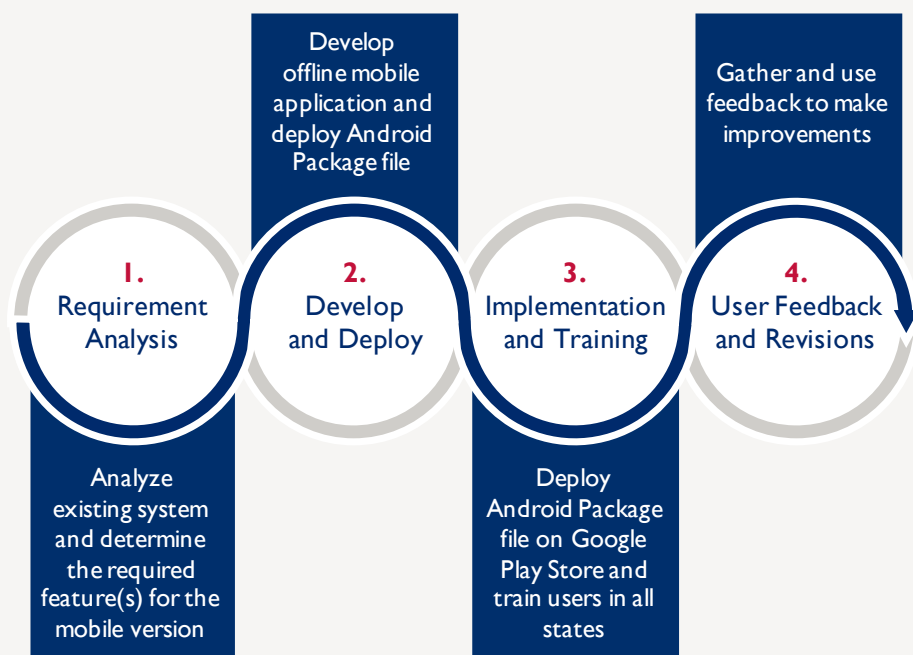 1.
Requirement
Analysis
Analyze
existing system
and determine
the required
feature(s) for the
mobile version
Develop
offline mobile
application and
deploy Android
Package file
2.
Develop
and Deploy
3.
Implementation
and Training
Deploy
Android Package
file on Google
Play Store and
train users in all
states
Gather and use
feedback to make
improvements
4.
User Feedback
and Revisions